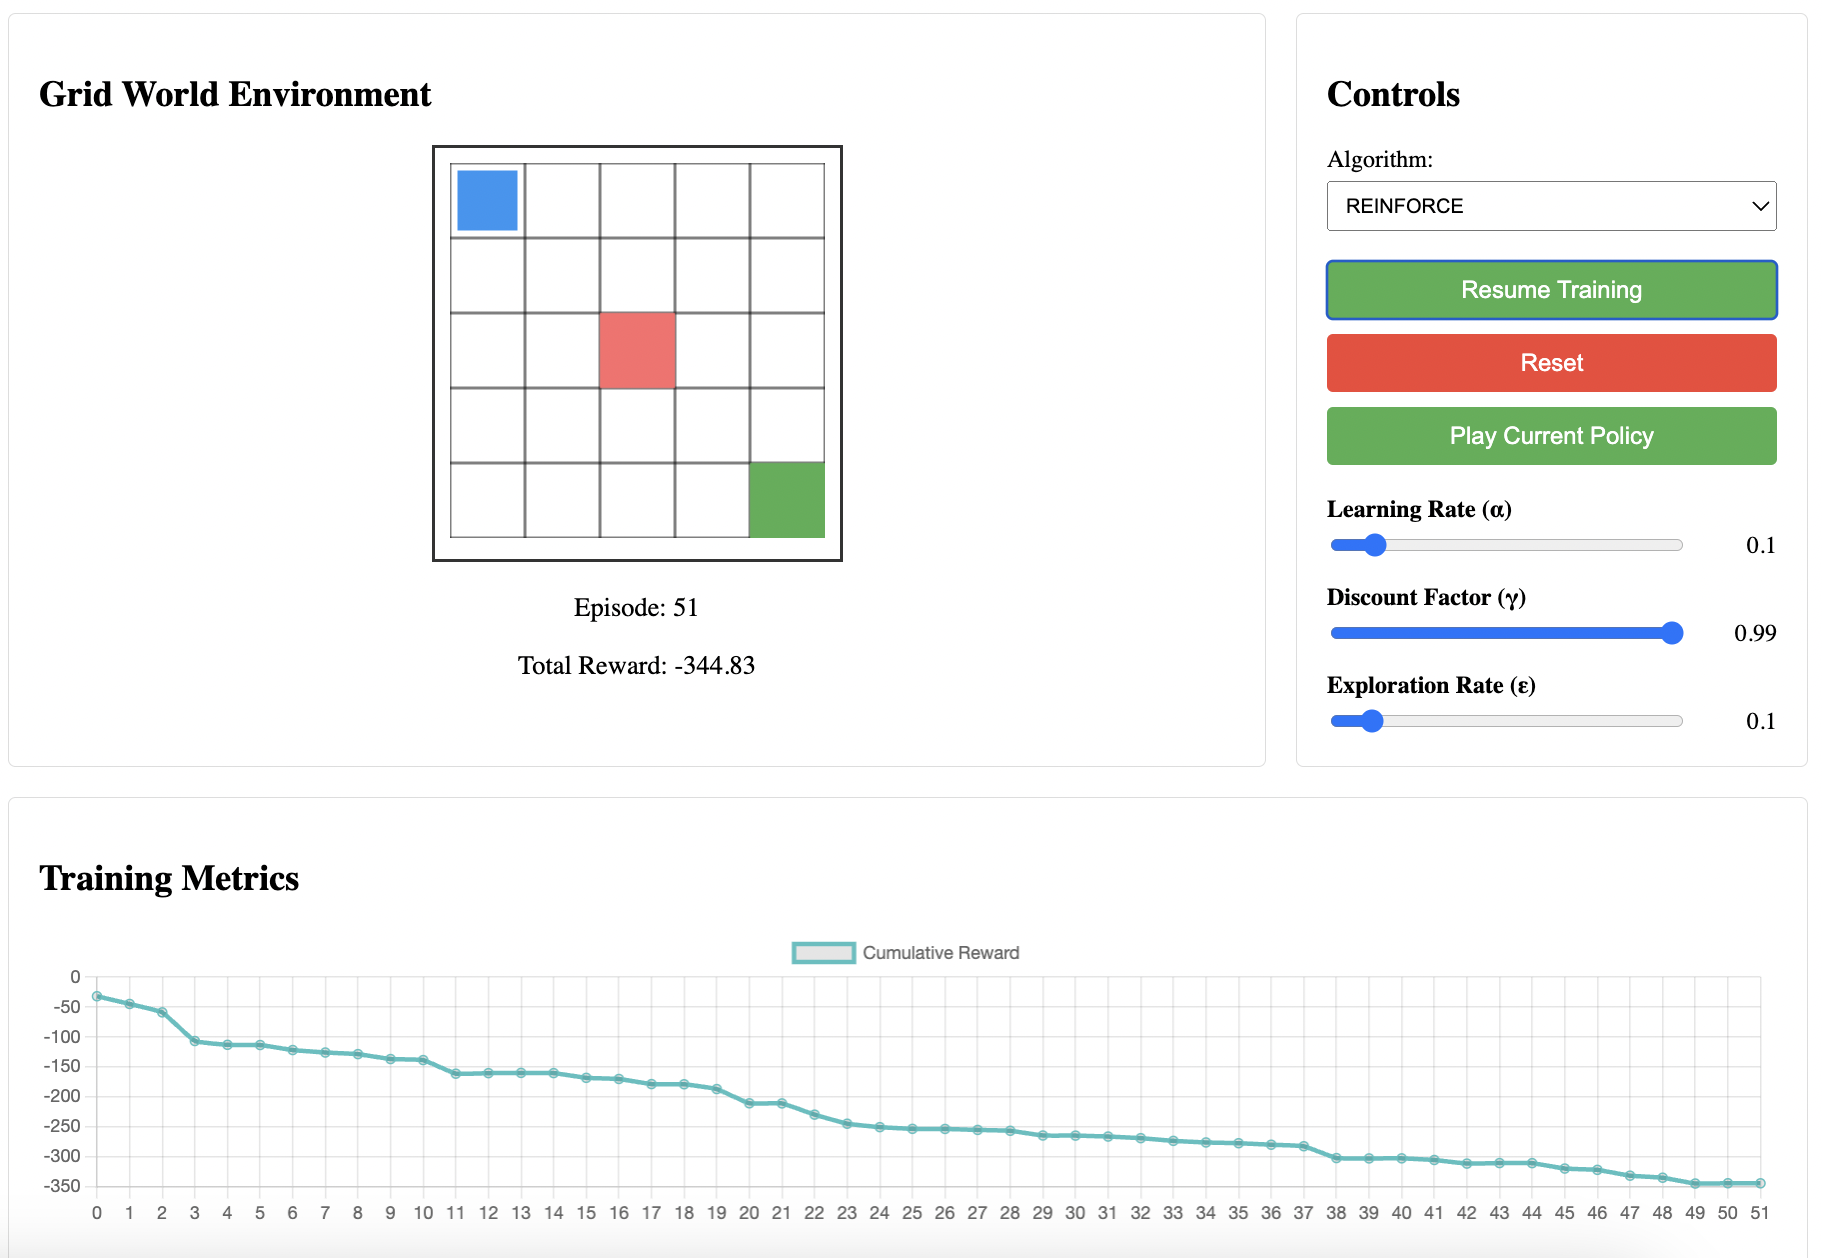 Grid World Environment
Episode: 51
Total Reward: -344.83
Controls
Algorithm:
REINFORCE
Resume Training
Reset
Play Current Policy
Learning Rate (α)
0.1
Discount Factor (γ)
0.99
Exploration Rate (ε)
0.1
Training Metrics
Cumulative Reward
0
-50
-100
-150
-200
-250
-300
-350
0 1 2 3 4 5 6 7 8 9 10 11 12 13 14 15 16 17 18 19 20 21 22 23 24 25 26 27 28 29 30 31 32 33 34 35 36 37 38 39 40 41 42 43 44 45 46 47 48 49 50 51